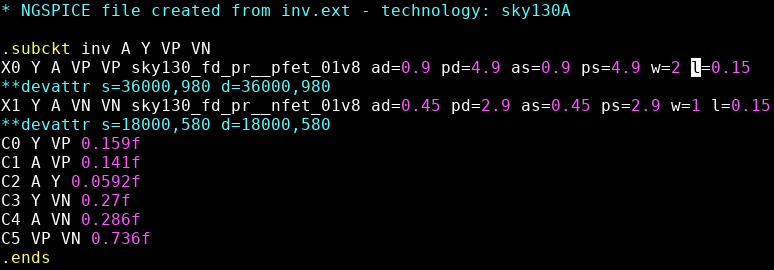 * NGSPICE file created from inv.ext - technology: sky130A
.subckt inv A Y VP VN
X0 Y A VP VP sky130_fd_pr__pfet_01v8 ad=0.9 pd=4.9 as=0.9 ps=4.9 w=2 l=0.15
**devattr s=36000,980 d=36000,980
X1 Y A VN VN sky130_fd_pr__nfet_01v8 ad=0.45 pd=2.9 as=0.45 ps=2.9 w=1 l=0.15
**devattr s=18000,580 d=18000,580
C0 Y VP 0.159f
C1 A VP 0.141f
C2 A Y 0.0592f
C3 Y VN 0.27f
C4 A VN 0.286f
C5 VP VN 0.736f
.ends